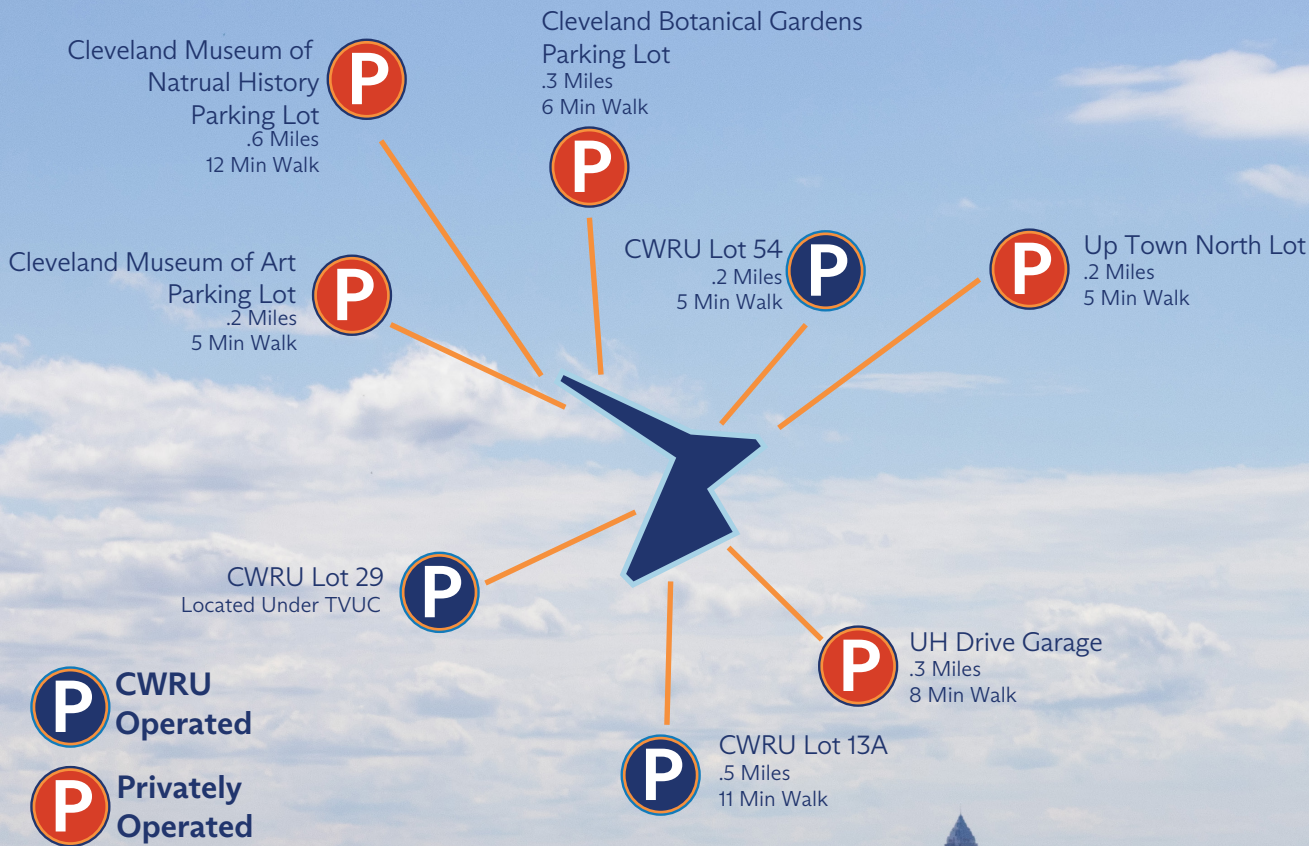 Cleveland Museum of
Natrual History
Parking Lot
.6 Miles
12 Min Walk
P
Cleveland Botanical Gardens
Parking Lot
.3 Miles
6 Min Walk
P
Cleveland Museum of Art
Parking Lot
.2 Miles
5 Min Walk
P
CWRU Lot 54
.2 Miles
5 Min Walk
P
P
Up Town North Lot
.2 Miles
5 Min Walk
CWRU Lot 29
Located Under TVUC
P
P
UH Drive Garage
.3 Miles
8 Min Walk
P
CWRU Lot 13A
.5 Miles
11 Min Walk
P
CWRU
Operated
P
Privately
Operated